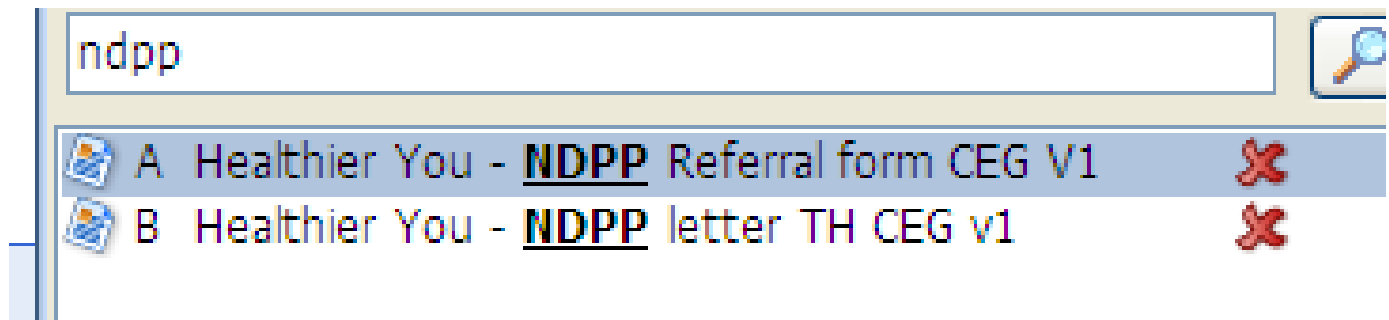 ndpp
A Healthier You - NDPP Referral form CEG V1
B Healthier You - NDPP letter TH CEG v1